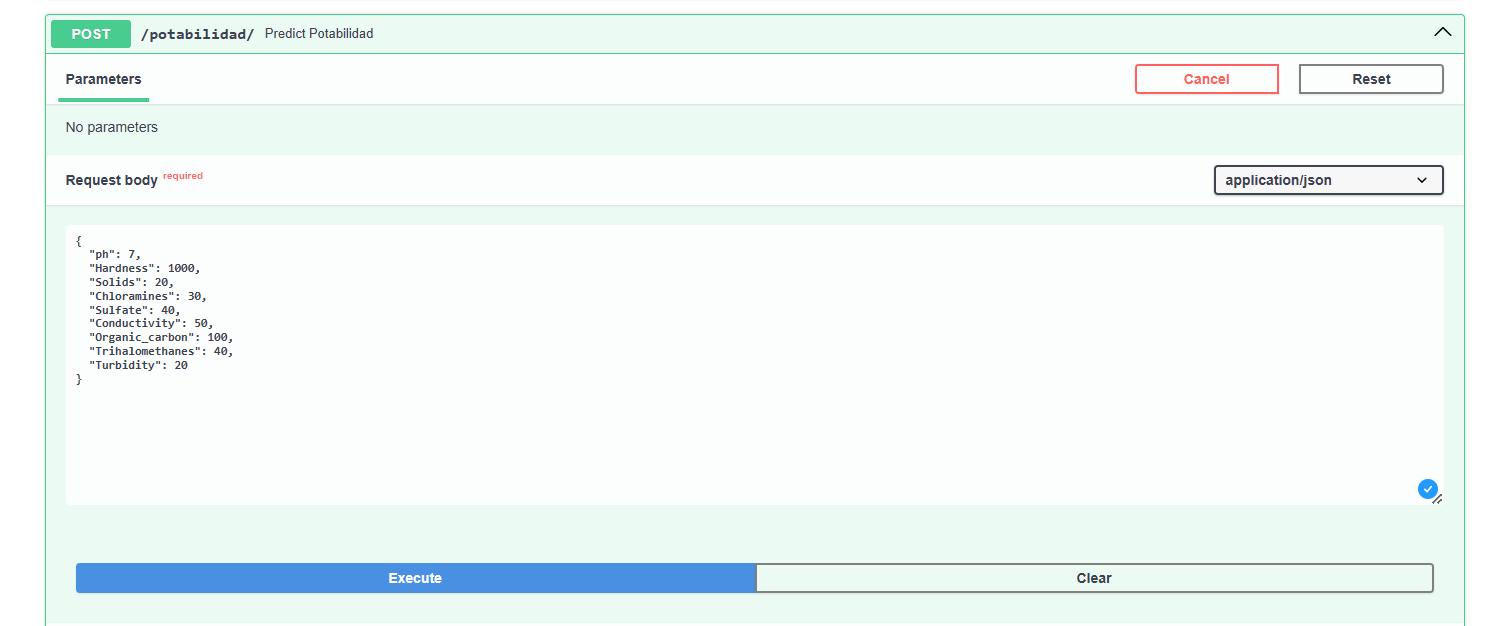 POST /potabilidad/ Predict Potabilidad
Parameters
Cancel
Reset
No parameters
Request body required
application/json
{
  "ph": 7,
  "Hardness": 1000,
  "Solids": 20,
  "Chloramines": 30,
  "Sulfate": 40,
  "Conductivity": 50,
  "Organic_carbon": 100,
  "Trihalomethanes": 40,
  "Turbidity": 20
}
Execute
Clear